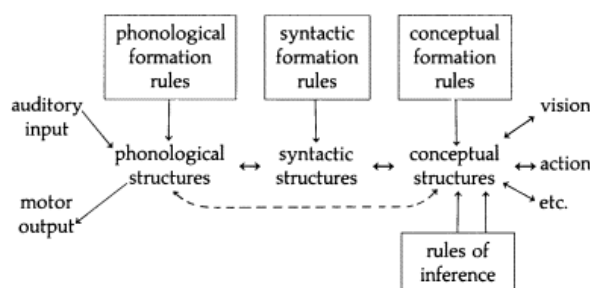 phonological
formation
rules
syntactic
formation
rules
conceptual
formation
rules
auditory
input
vision
phonological
structures
syntactic
structures
conceptual
structures
action
motor
output
etc.
rules of
inference